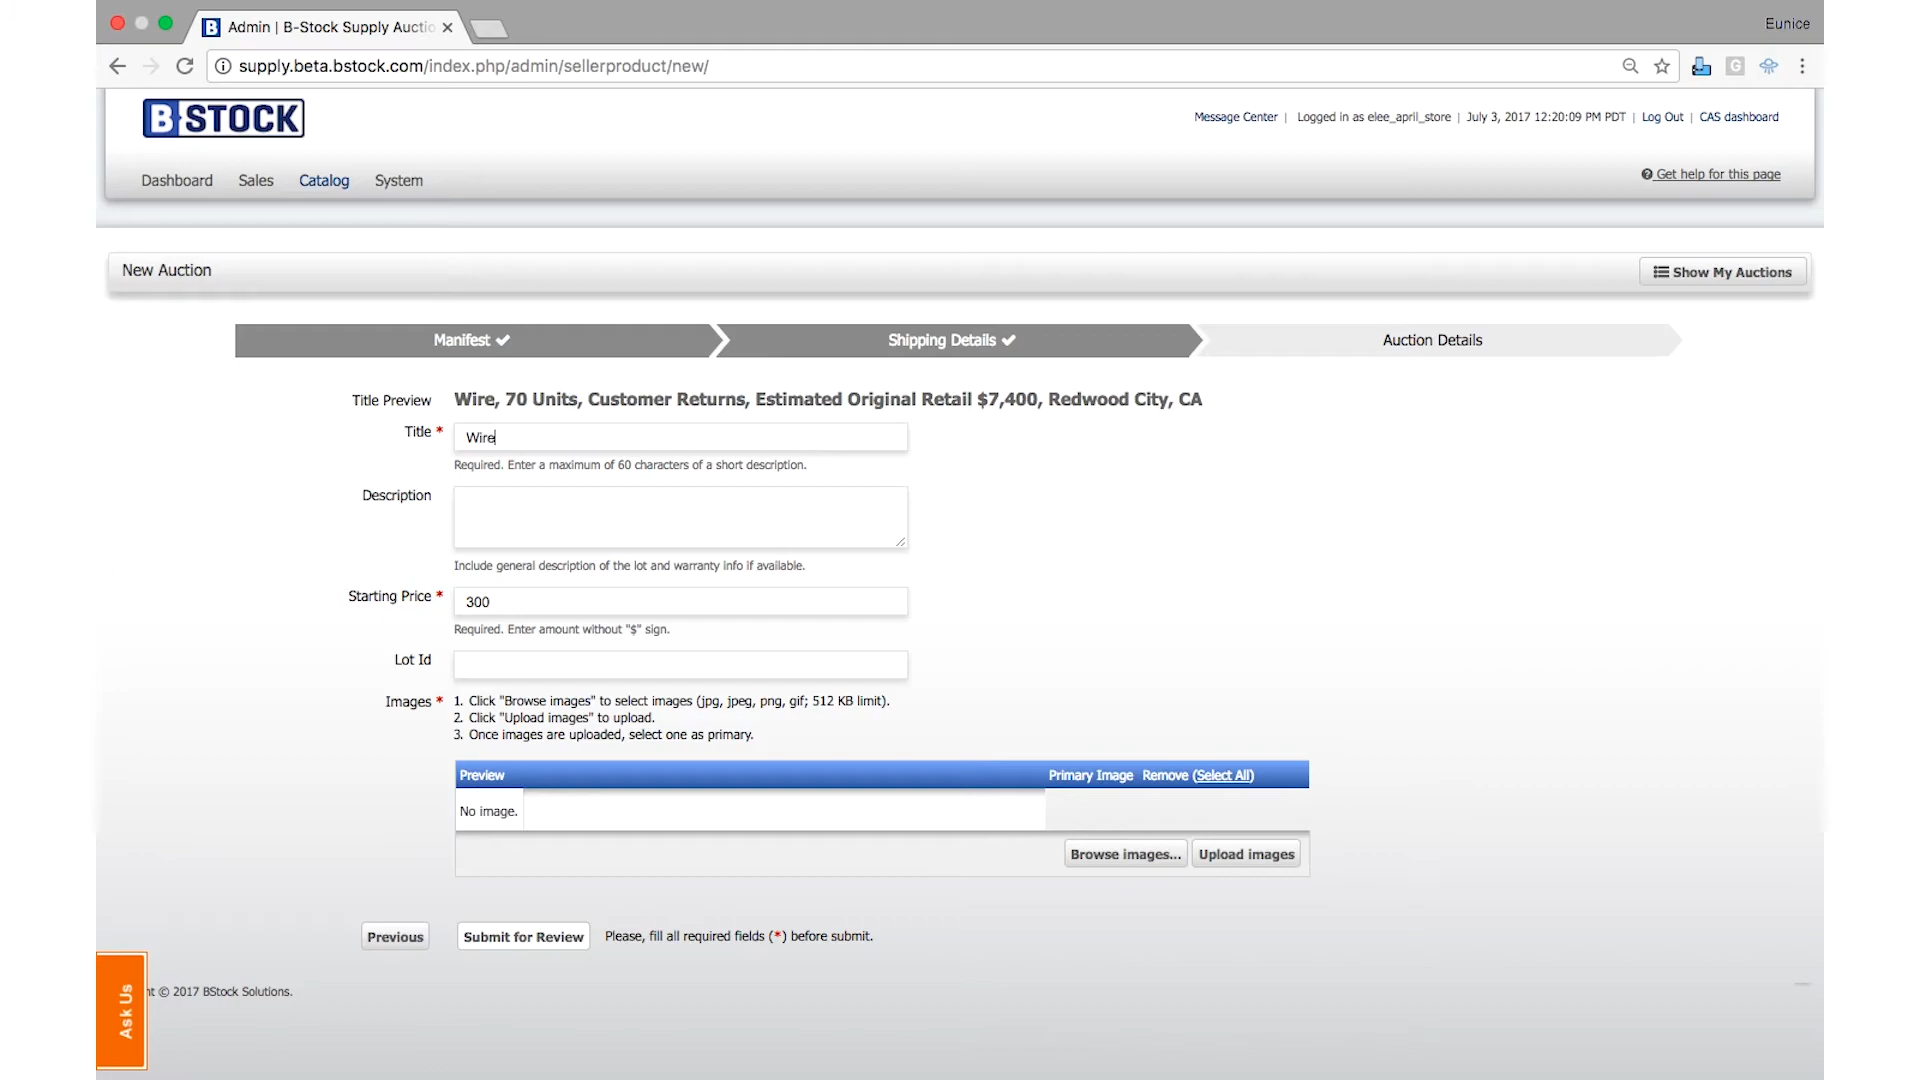 Admin | B-Stock Supply Auctio
Eunice
supply.beta.bstock.com/index.php/admin/sellerproduct/new/
B-STOCK
Message Center | Logged in as elee_april_store | July 3, 2017 12:20:09 PM PDT | Log Out | CAS dashboard
Dashboard Sales Catalog System
Get help for this page
New Auction
Show My Auctions
Manifest
Shipping Details
Auction Details
Title Preview Wire, 70 Units, Customer Returns, Estimated Original Retail $7,400, Redwood City, CA
Title * Wire
Required. Enter a maximum of 60 characters of a short description.
Description
Include general description of the lot and warranty info if available.
Starting Price * 300
Required. Enter amount without "$" sign.
Lot Id
Images * 1. Click "Browse images" to select images (jpg, jpeg, png, gif; 512 KB limit).
2. Click "Upload images" to upload.
3. Once images are uploaded, select one as primary.
Preview Primary Image Remove (Select All)
No image.
Browse images... Upload images
Previous Submit for Review Please, fill all required fields (*) before submit.
Ask Us
© 2017 BStock Solutions.